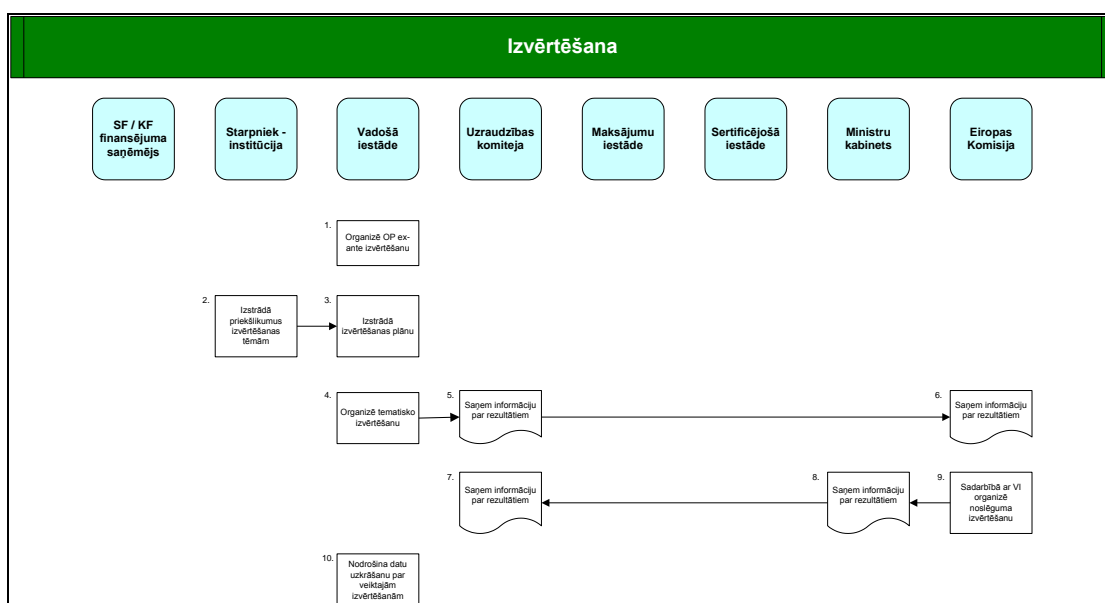 Izvērtēšana
SF / KF
finansējuma
saņēmējs
Starpniek -
institūcija
Vadošā
iestāde
Uzraudzības
komiteja
Maksājumu
iestāde
Sertificējošā
iestāde
Ministru
kabinets
Eiropas
Komisija
1.
Organizē OP ex-
ante izvērtēšanu
2.
Izstrādā
priekšlikumus
izvērtēšanas
tēmām
3.
Izstrādā
izvērtēšanas plānu
4.
Organizē tematisko
izvērtēšanu
5.
Saņem informāciju
par rezultātiem
6.
Saņem informāciju
par rezultātiem
7.
Saņem informāciju
par rezultātiem
8.
Saņem informāciju
par rezultātiem
9.
Sadarbībā ar VI
organizē
noslēguma
izvērtēšanu
10.
Nodrošina datu
uzkrāšanu par
veiktajām
izvērtēšanām